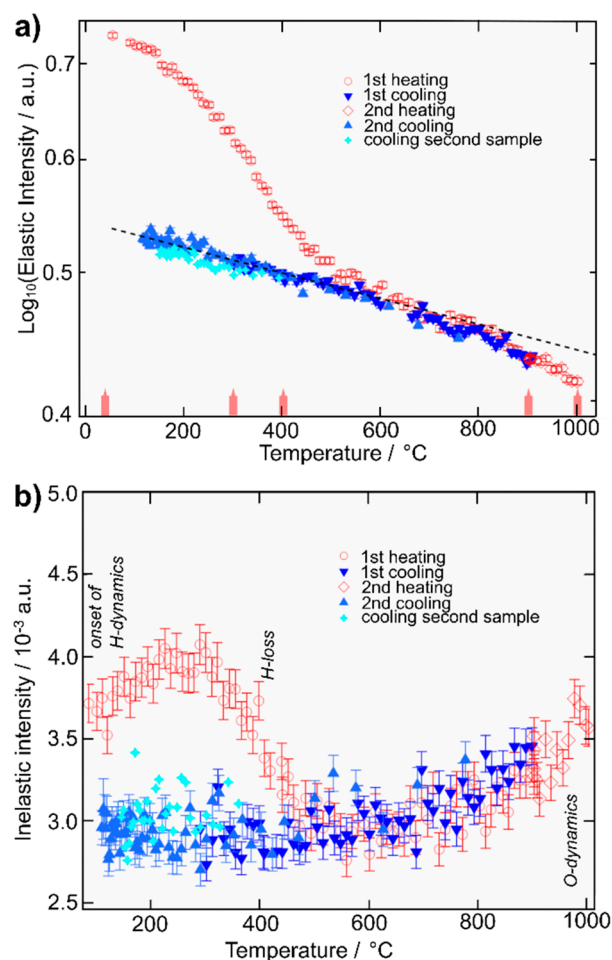 a)
0.7
0.6
0.5
0.4
Log10(Elastic Intensity / a.u.)
1st heating
1st cooling
2nd heating
2nd cooling
cooling second sample
0 200 400 600 800 1000
Temperature / °C
b)
5.0
4.5
4.0
3.5
3.0
2.5
Inelastic intensity / 10⁻³ a.u.
onset of
H-dynamics
1st heating
1st cooling
2nd heating
2nd cooling
cooling second sample
H-loss
O-dynamics
200 400 600 800 1000
Temperature / °C